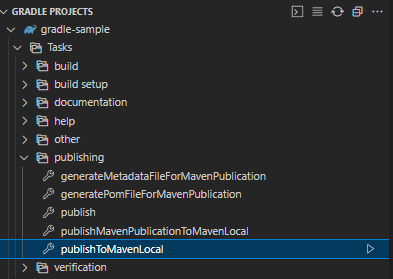 GRADLE PROJECTS
gradle-sample
Tasks
build
build setup
documentation
help
other
publishing
generateMetadataFileForMavenPublication
generatePomFileForMavenPublication
publish
publishMavenPublicationToMavenLocal
publishToMavenLocal
verification